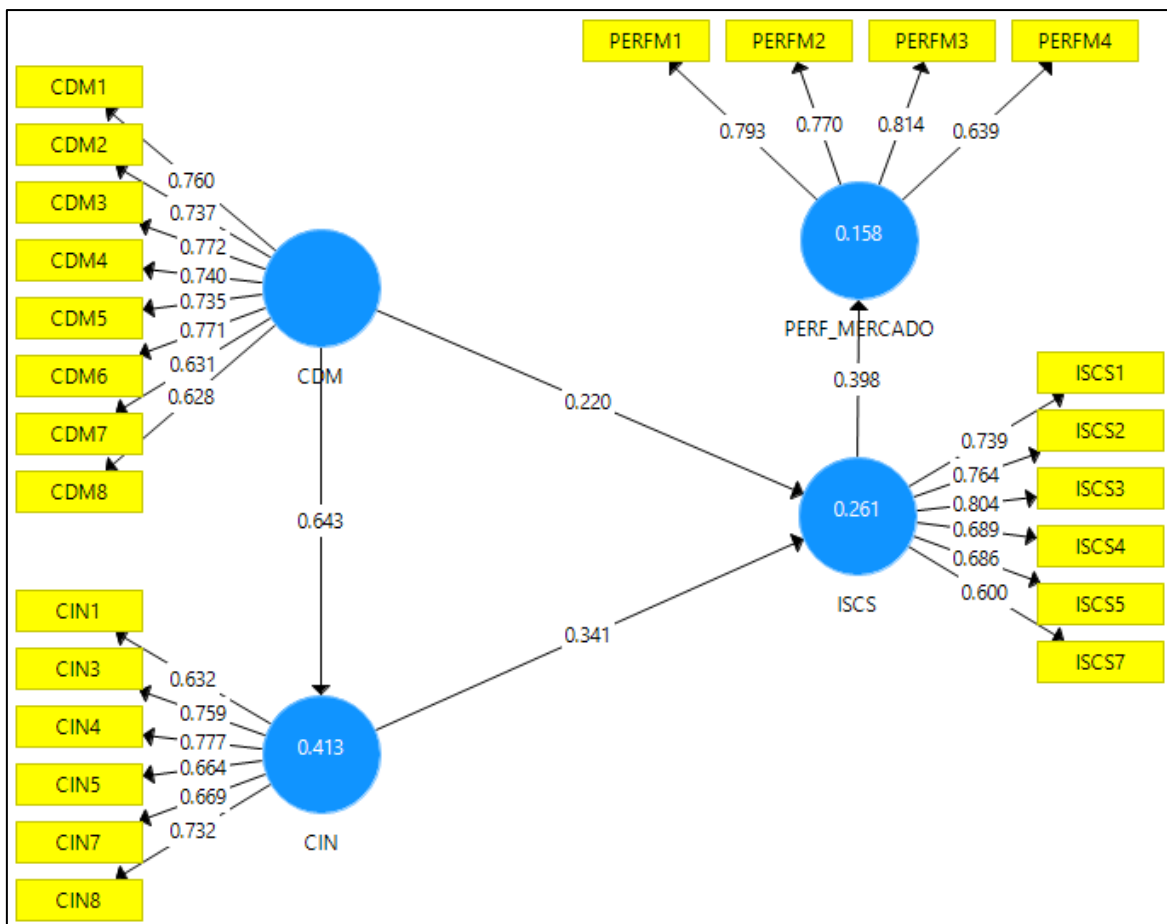 PERFM1 PERFM2 PERFM3 PERFM4
0.793 0.770 0.814 0.639
0.158
PERF_MERCADO
CDM1
CDM2
CDM3
CDM4
CDM5
CDM6
CDM7
CDM8
0.760
0.737
0.772
0.740
0.735
0.771
0.631
0.628
CDM
0.220
0.398
0.643
0.341
ISCS1
ISCS2
ISCS3
ISCS4
ISCS5
ISCS7
0.739
0.764
0.804
0.689
0.686
0.600
0.261
ISCS
CIN1
CIN3
CIN4
CIN5
CIN7
CIN8
0.632
0.759
0.777
0.664
0.669
0.732
0.413
CIN